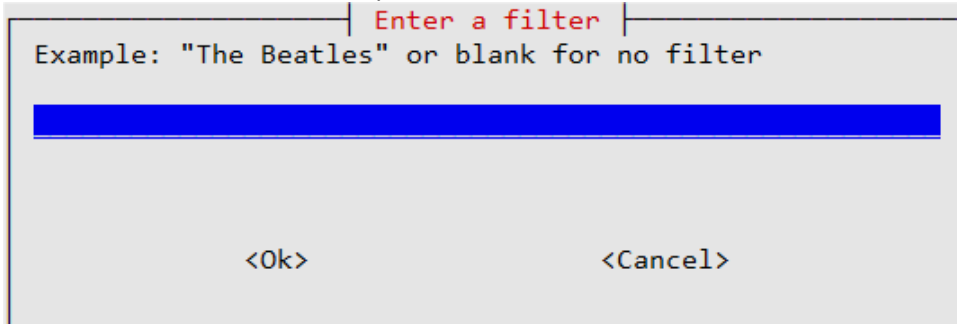 Enter a filter
Example: "The Beatles" or blank for no filter
<Ok> <Cancel>